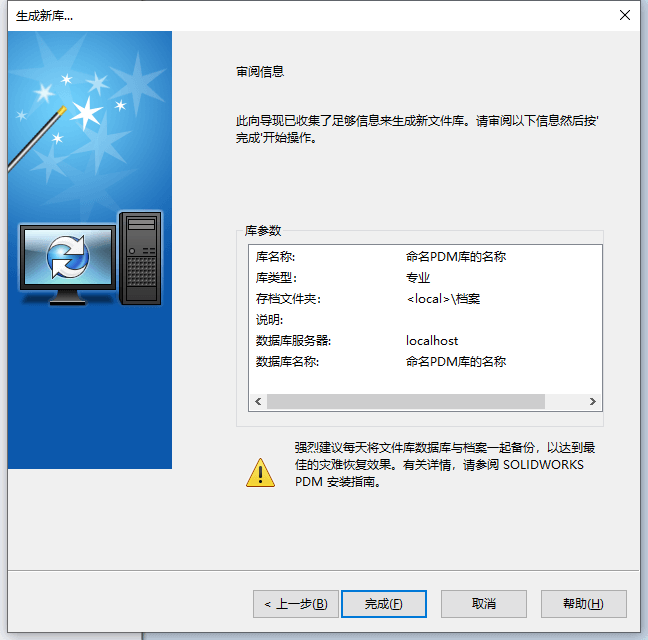 生成新库...
审阅信息
此向导现已收集了足够信息来生成新文件库。请审阅以下信息然后按'
完成'开始操作。
库参数
库名称: 命名PDM库的名称
库类型: 专业
存档文件夹: <local>\档案
说明:
数据库服务器: localhost
数据库名称: 命名PDM库的名称
强烈建议每天将文件库数据库与档案一起备份，以达到最
佳的灾难恢复效果。有关详情，请参阅 SOLIDWORKS
PDM 安装指南。
< 上一步(B) 完成(F) 取消 帮助(H)